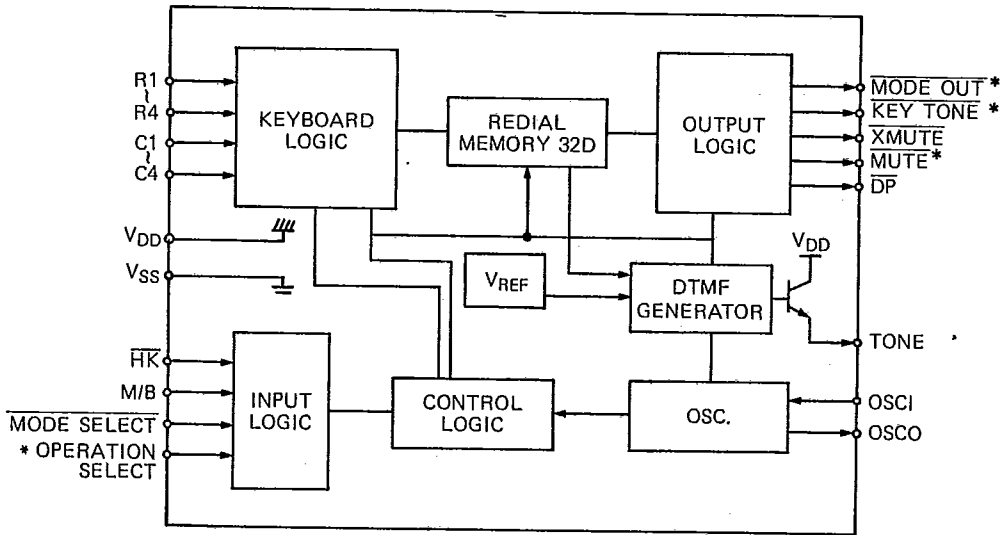 R1
~
R4
C1
~
C4
VDD
VSS
HK
M/B
MODE SELECT
* OPERATION
SELECT
KEYBOARD
LOGIC
REDIAL
MEMORY 32D
OUTPUT
LOGIC
MODE OUT *
KEY TONE *
XMUTE
MUTE *
DP
VREF
DTMF
GENERATOR
VDD
TONE
INPUT
LOGIC
CONTROL
LOGIC
OSC.
OSCI
OSCO